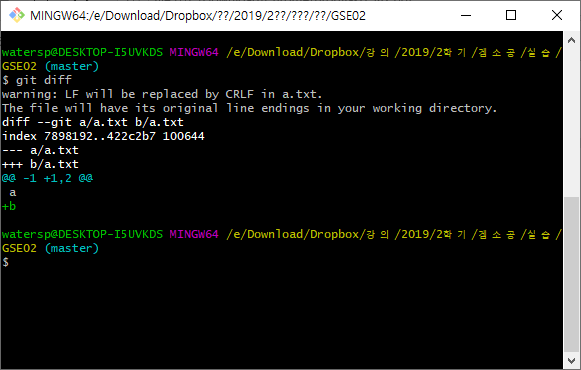 MINGW64:/e/Download/Dropbox/??/2019/2??/???/??/GSE02
watersp@DESKTOP-I5UVKDS MINGW64 /e/Download/Dropbox/강의/2019/2학기/겜소공/실습/
GSE02 (master)
$ git diff
warning: LF will be replaced by CRLF in a.txt.
The file will have its original line endings in your working directory.
diff --git a/a.txt b/a.txt
index 7898192..422c2b7 100644
--- a/a.txt
+++ b/a.txt
@@ -1 +1,2 @@
 a
+b
watersp@DESKTOP-I5UVKDS MINGW64 /e/Download/Dropbox/강의/2019/2학기/겜소공/실습/
GSE02 (master)
$